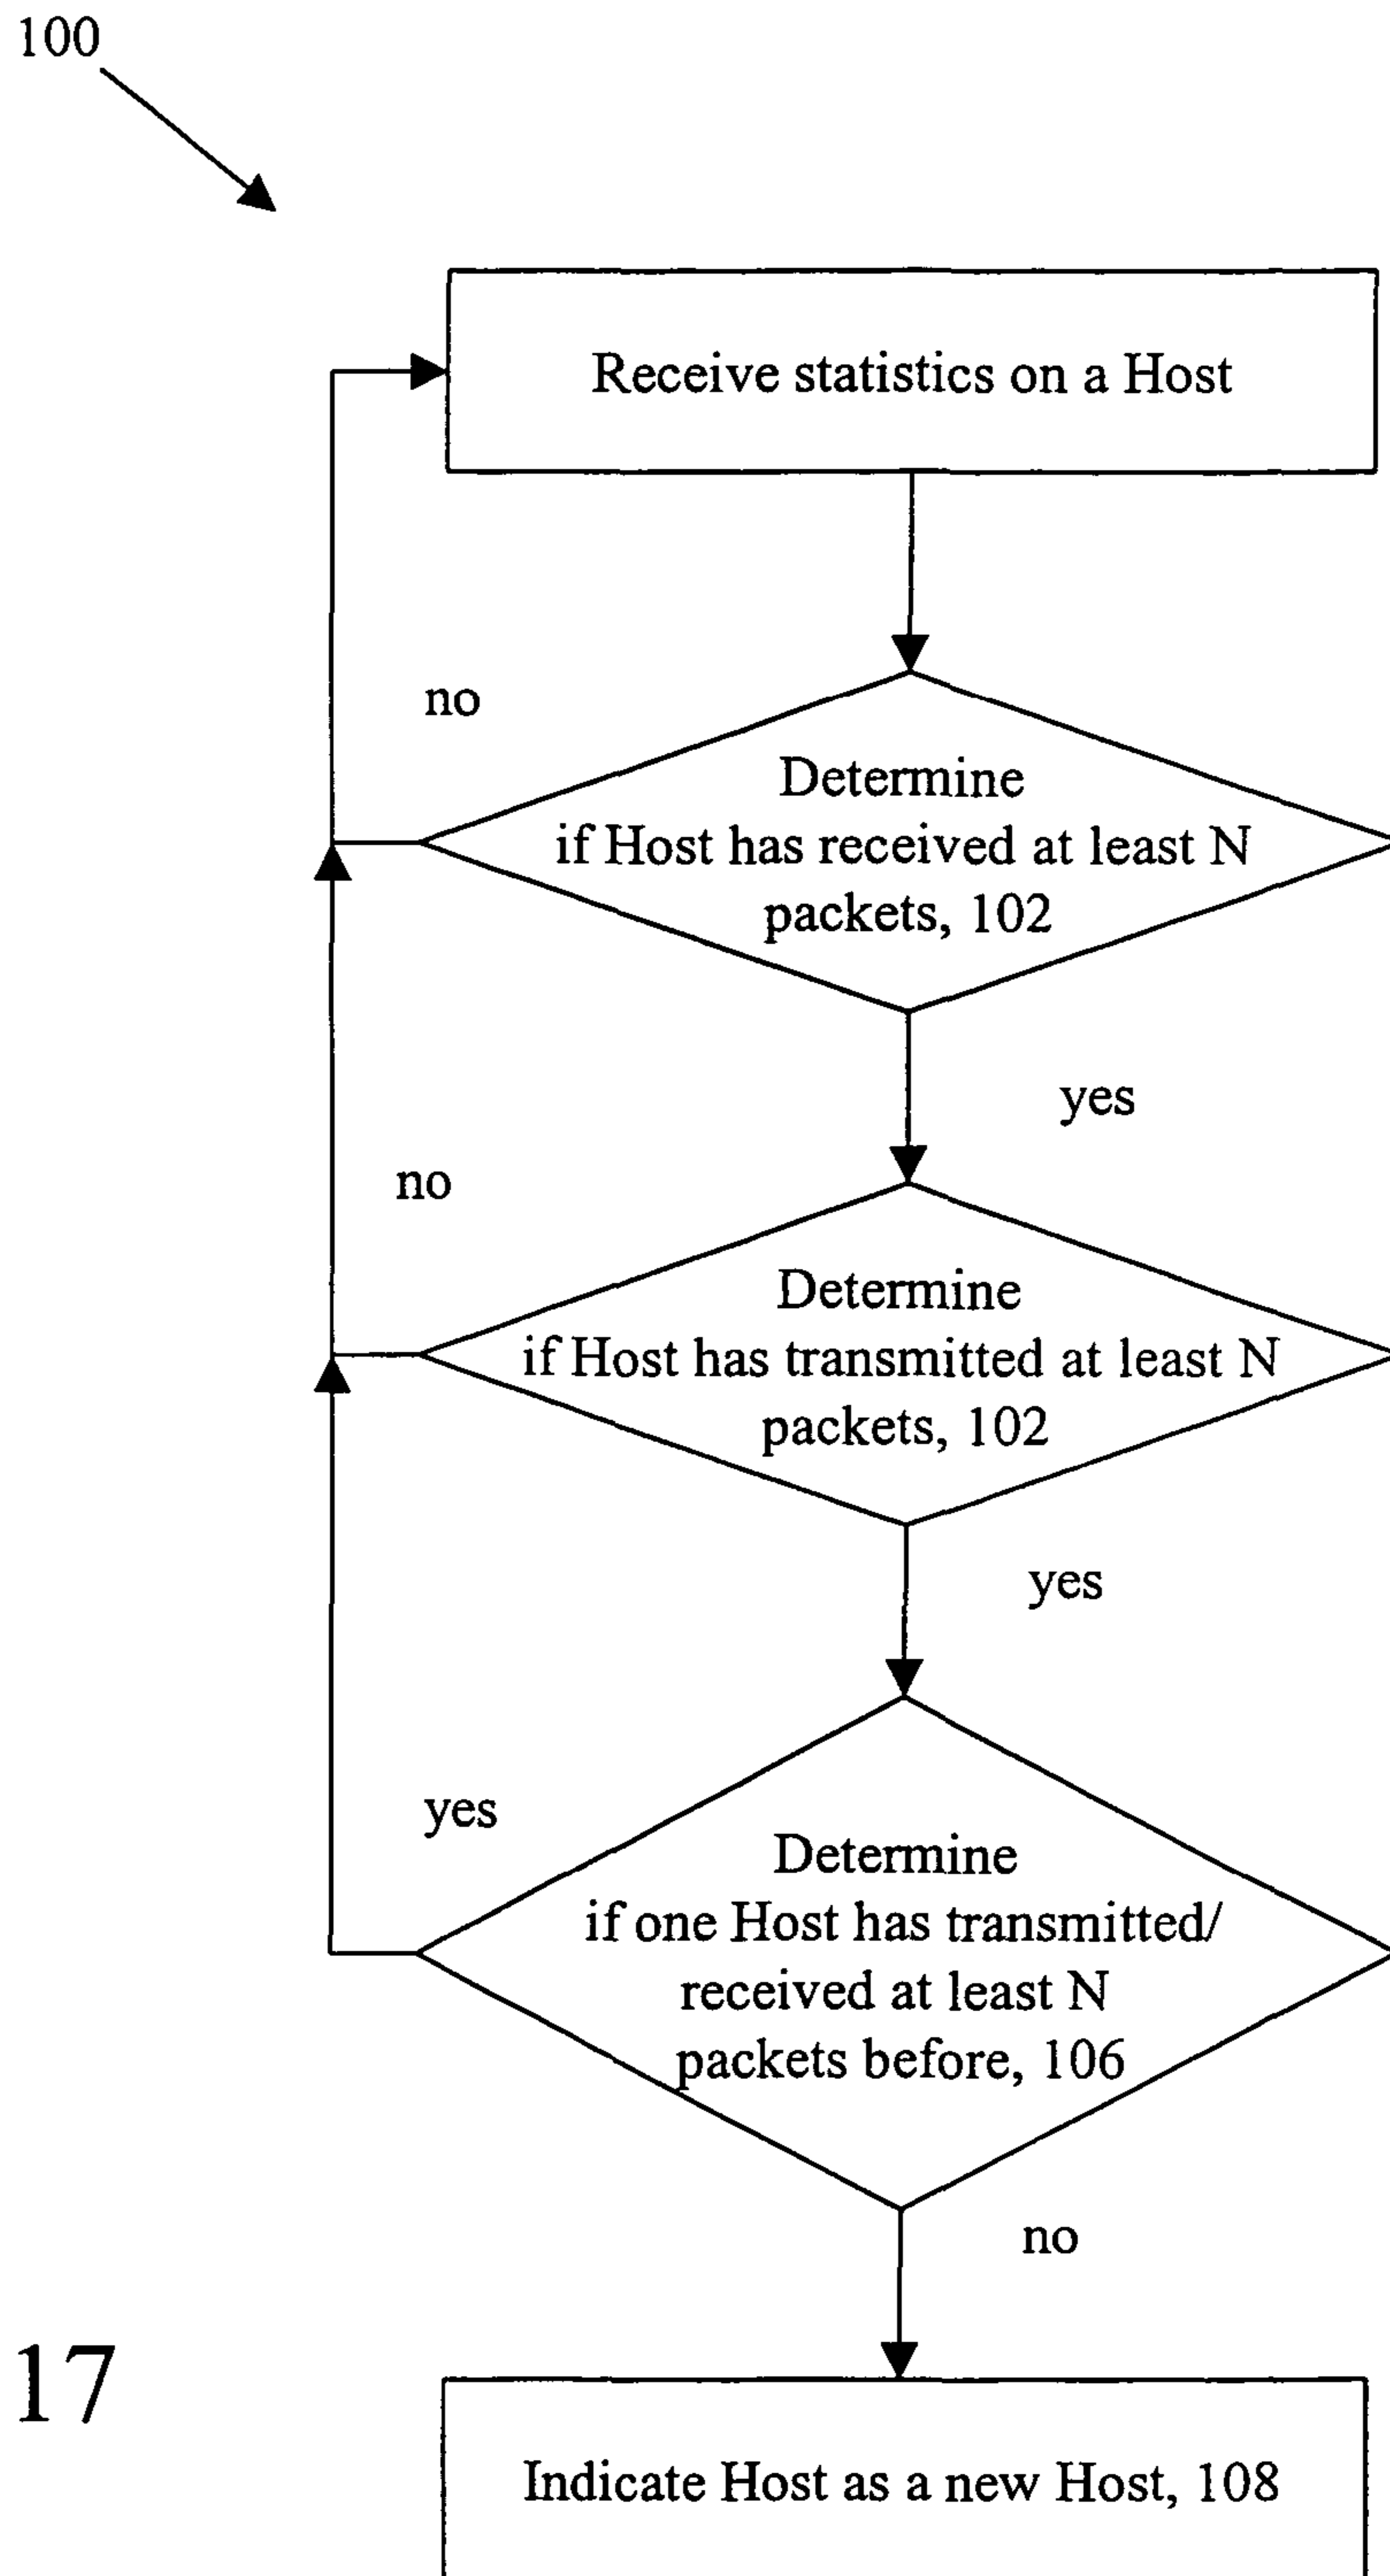 100
Receive statistics on a Host
no
Determine
if Host has received at least N
packets, 102
yes
no
Determine
if Host has transmitted at least N
packets, 102
yes
yes
Determine
if one Host has transmitted/
received at least N
packets before, 106
no
17
Indicate Host as a new Host, 108